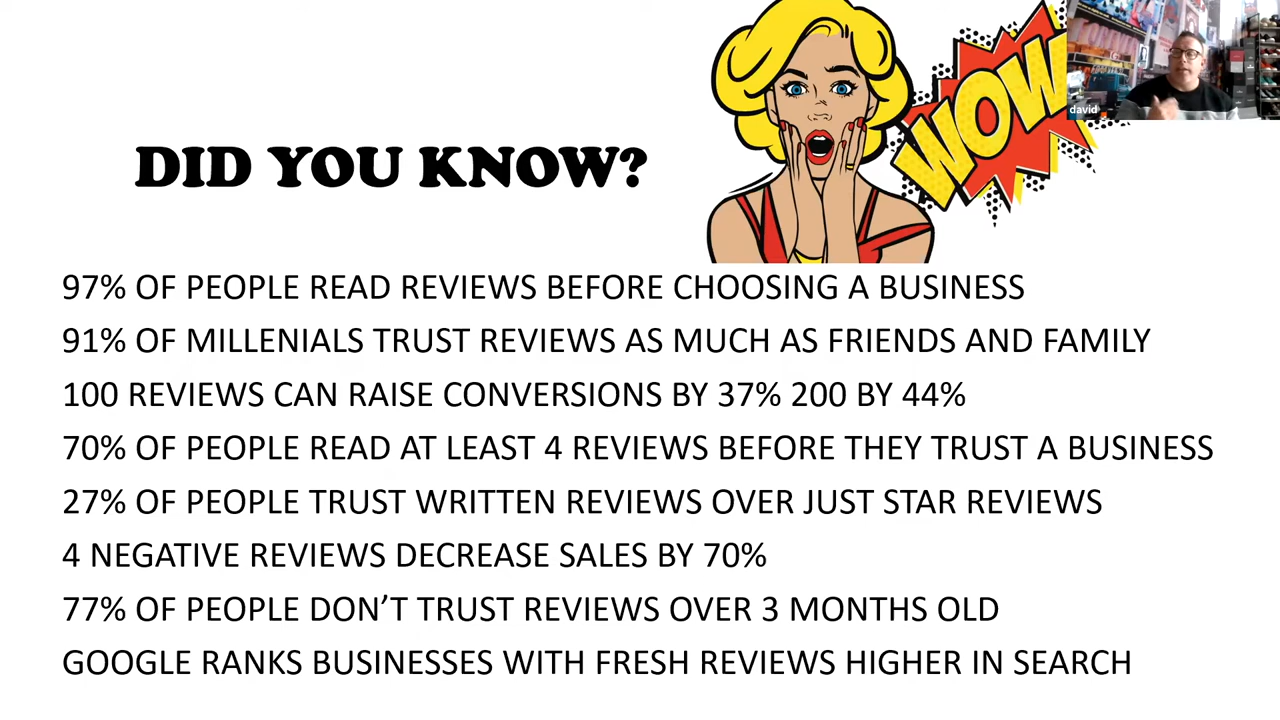 WOW
david
DID YOU KNOW?
97% OF PEOPLE READ REVIEWS BEFORE CHOOSING A BUSINESS
91% OF MILLENIALS TRUST REVIEWS AS MUCH AS FRIENDS AND FAMILY
100 REVIEWS CAN RAISE CONVERSIONS BY 37% 200 BY 44%
70% OF PEOPLE READ AT LEAST 4 REVIEWS BEFORE THEY TRUST A BUSINESS
27% OF PEOPLE TRUST WRITTEN REVIEWS OVER JUST STAR REVIEWS
4 NEGATIVE REVIEWS DECREASE SALES BY 70%
77% OF PEOPLE DON’T TRUST REVIEWS OVER 3 MONTHS OLD
GOOGLE RANKS BUSINESSES WITH FRESH REVIEWS HIGHER IN SEARCH